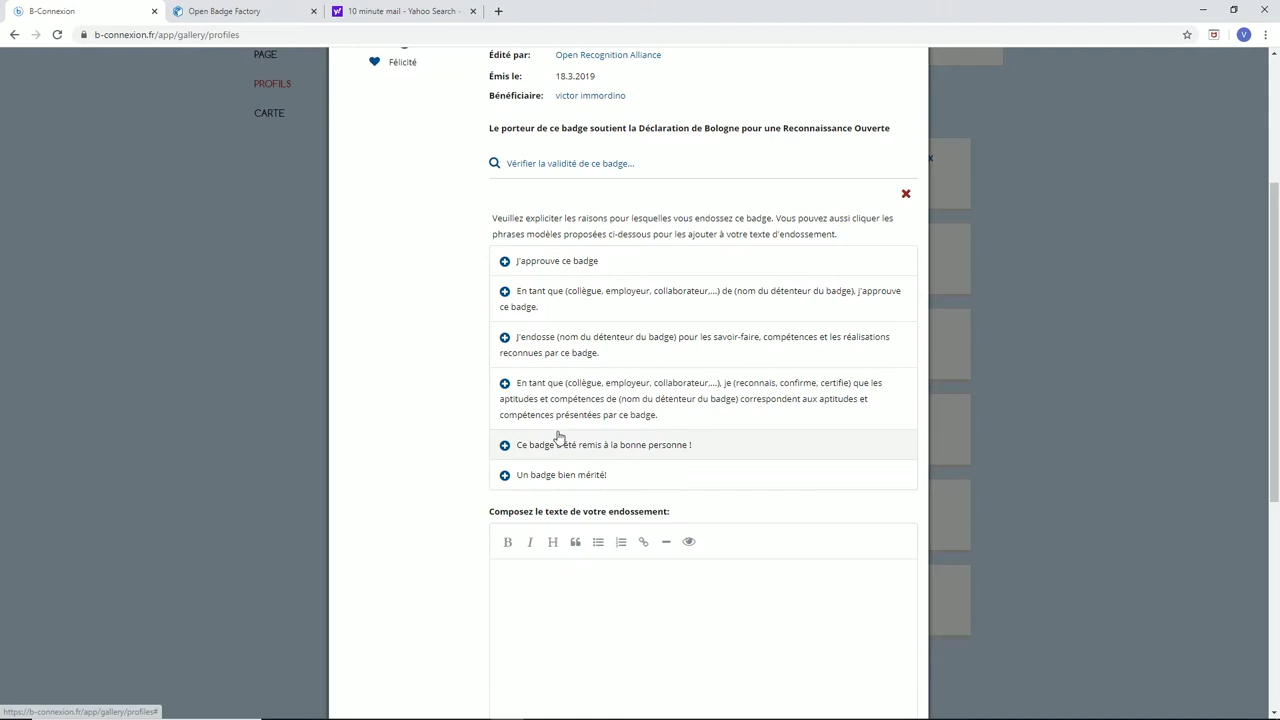 B-Connexion
Open Badge Factory
10 minute mail - Yahoo Search -
b-connexion.fr/app/gallery/profiles
V
PAGE
PROFILS
CARTE
Félicité
Édité par: Open Recognition Alliance
Émis le: 18.3.2019
Bénéficiaire: victor immordino
Le porteur de ce badge soutient la Déclaration de Bologne pour une Reconnaissance Ouverte
Vérifier la validité de ce badge...
Veuillez expliciter les raisons pour lesquelles vous endossez ce badge. Vous pouvez aussi cliquer les
phrases modèles proposées ci-dessous pour les ajouter à votre texte d'endossement.
J'approuve ce badge
En tant que (collègue, employeur, collaborateur,...) de (nom du détenteur du badge), j'approuve
ce badge.
J'endosse (nom du détenteur du badge) pour les savoir-faire, compétences et les réalisations
reconnues par ce badge.
En tant que (collègue, employeur, collaborateur,...), je (reconnais, confirme, certifie) que les
aptitudes et compétences de (nom du détenteur du badge) correspondent aux aptitudes et
compétences présentées par ce badge.
Ce badge été remis à la bonne personne !
Un badge bien mérité!
Composez le texte de votre endossement:
B I H
https://b-connexion.fr/app/gallery/profiles#